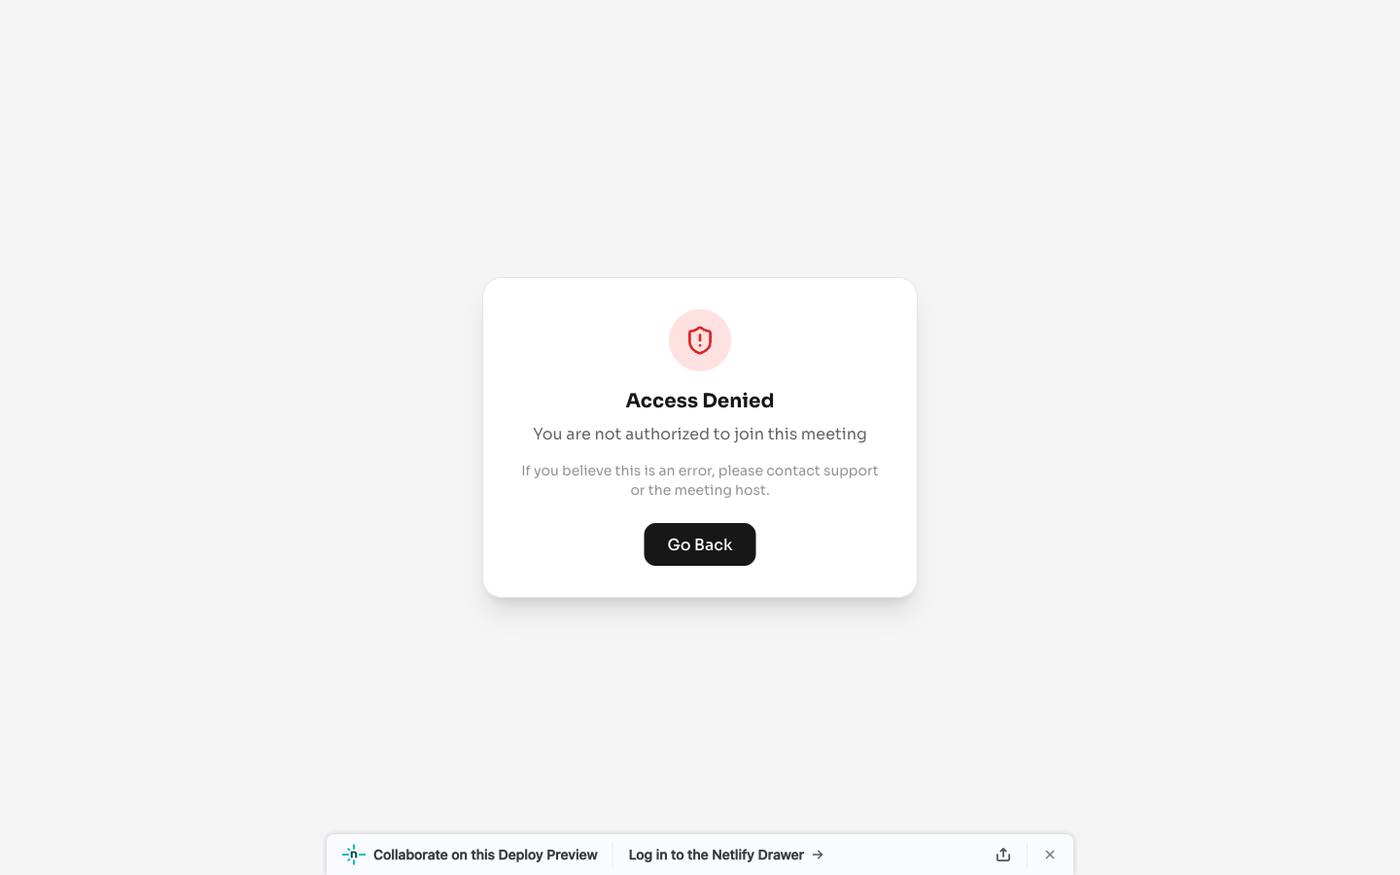 Access Denied
You are not authorized to join this meeting
If you believe this is an error, please contact support
or the meeting host.
Go Back
Collaborate on this Deploy Preview
Log in to the Netlify Drawer →